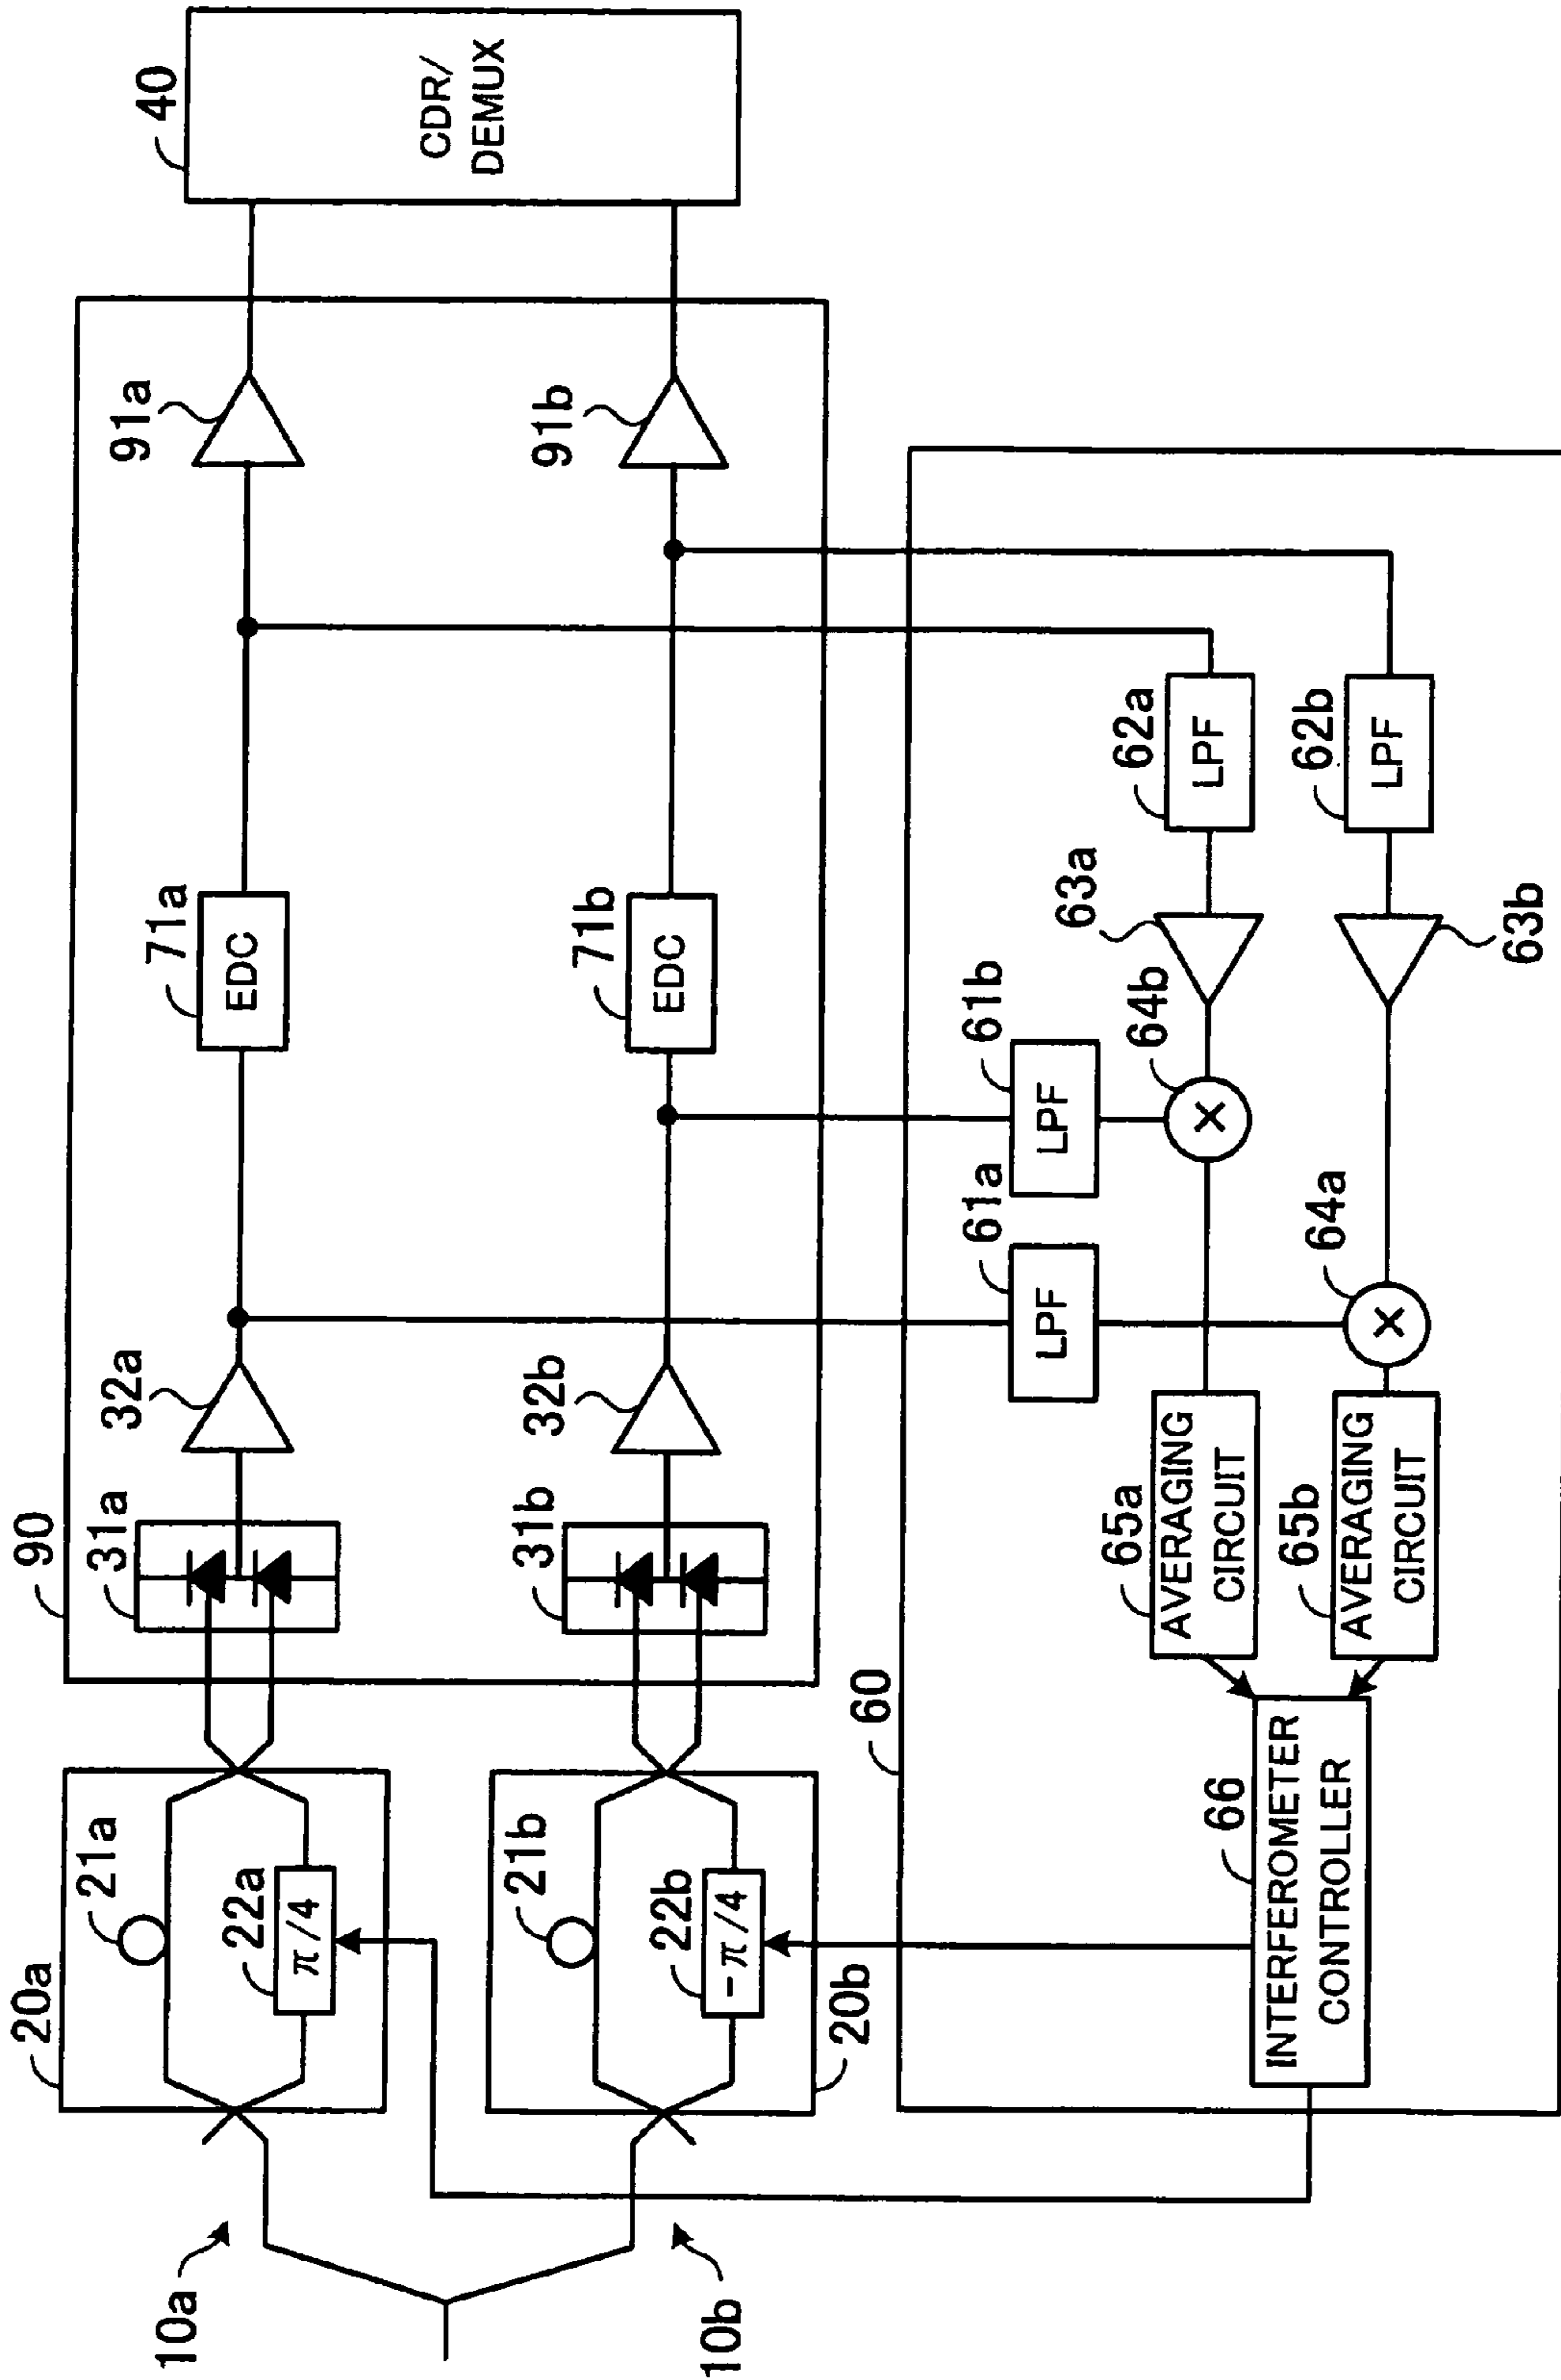 10a
10b
20a
21a
22a
π/4
20b
21b
22b
-π/4
90
31a
32a
31b
32b
71a
EDC
71b
EDC
91a
91b
40
CDR/
DEMUX
60
61a
LPF
61b
LPF
62a
LPF
62b
LPF
63a
63b
64b
×
64a
×
65a
AVERAGING
CIRCUIT
65b
AVERAGING
CIRCUIT
66
INTERFEROMETER
CONTROLLER